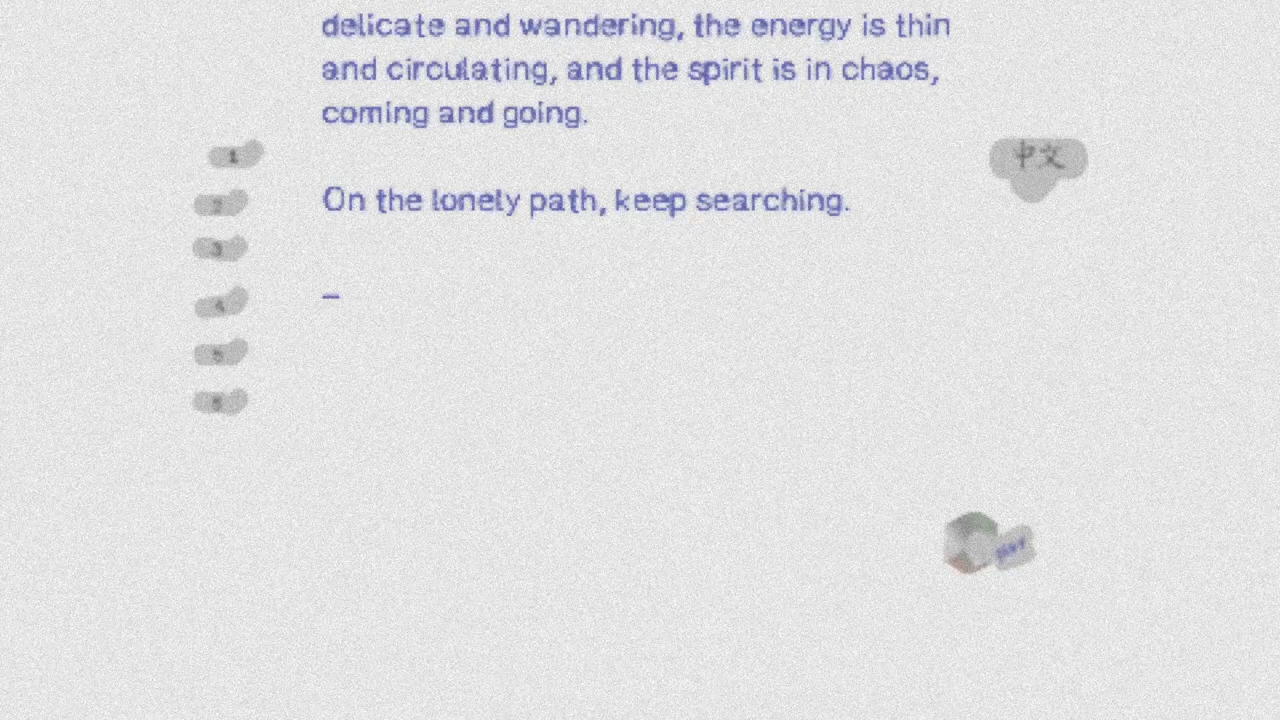 delicate and wandering, the energy is thin
and circulating, and the spirit is in chaos,
coming and going.
1
中文
2
On the lonely path, keep searching.
3
–
4
5